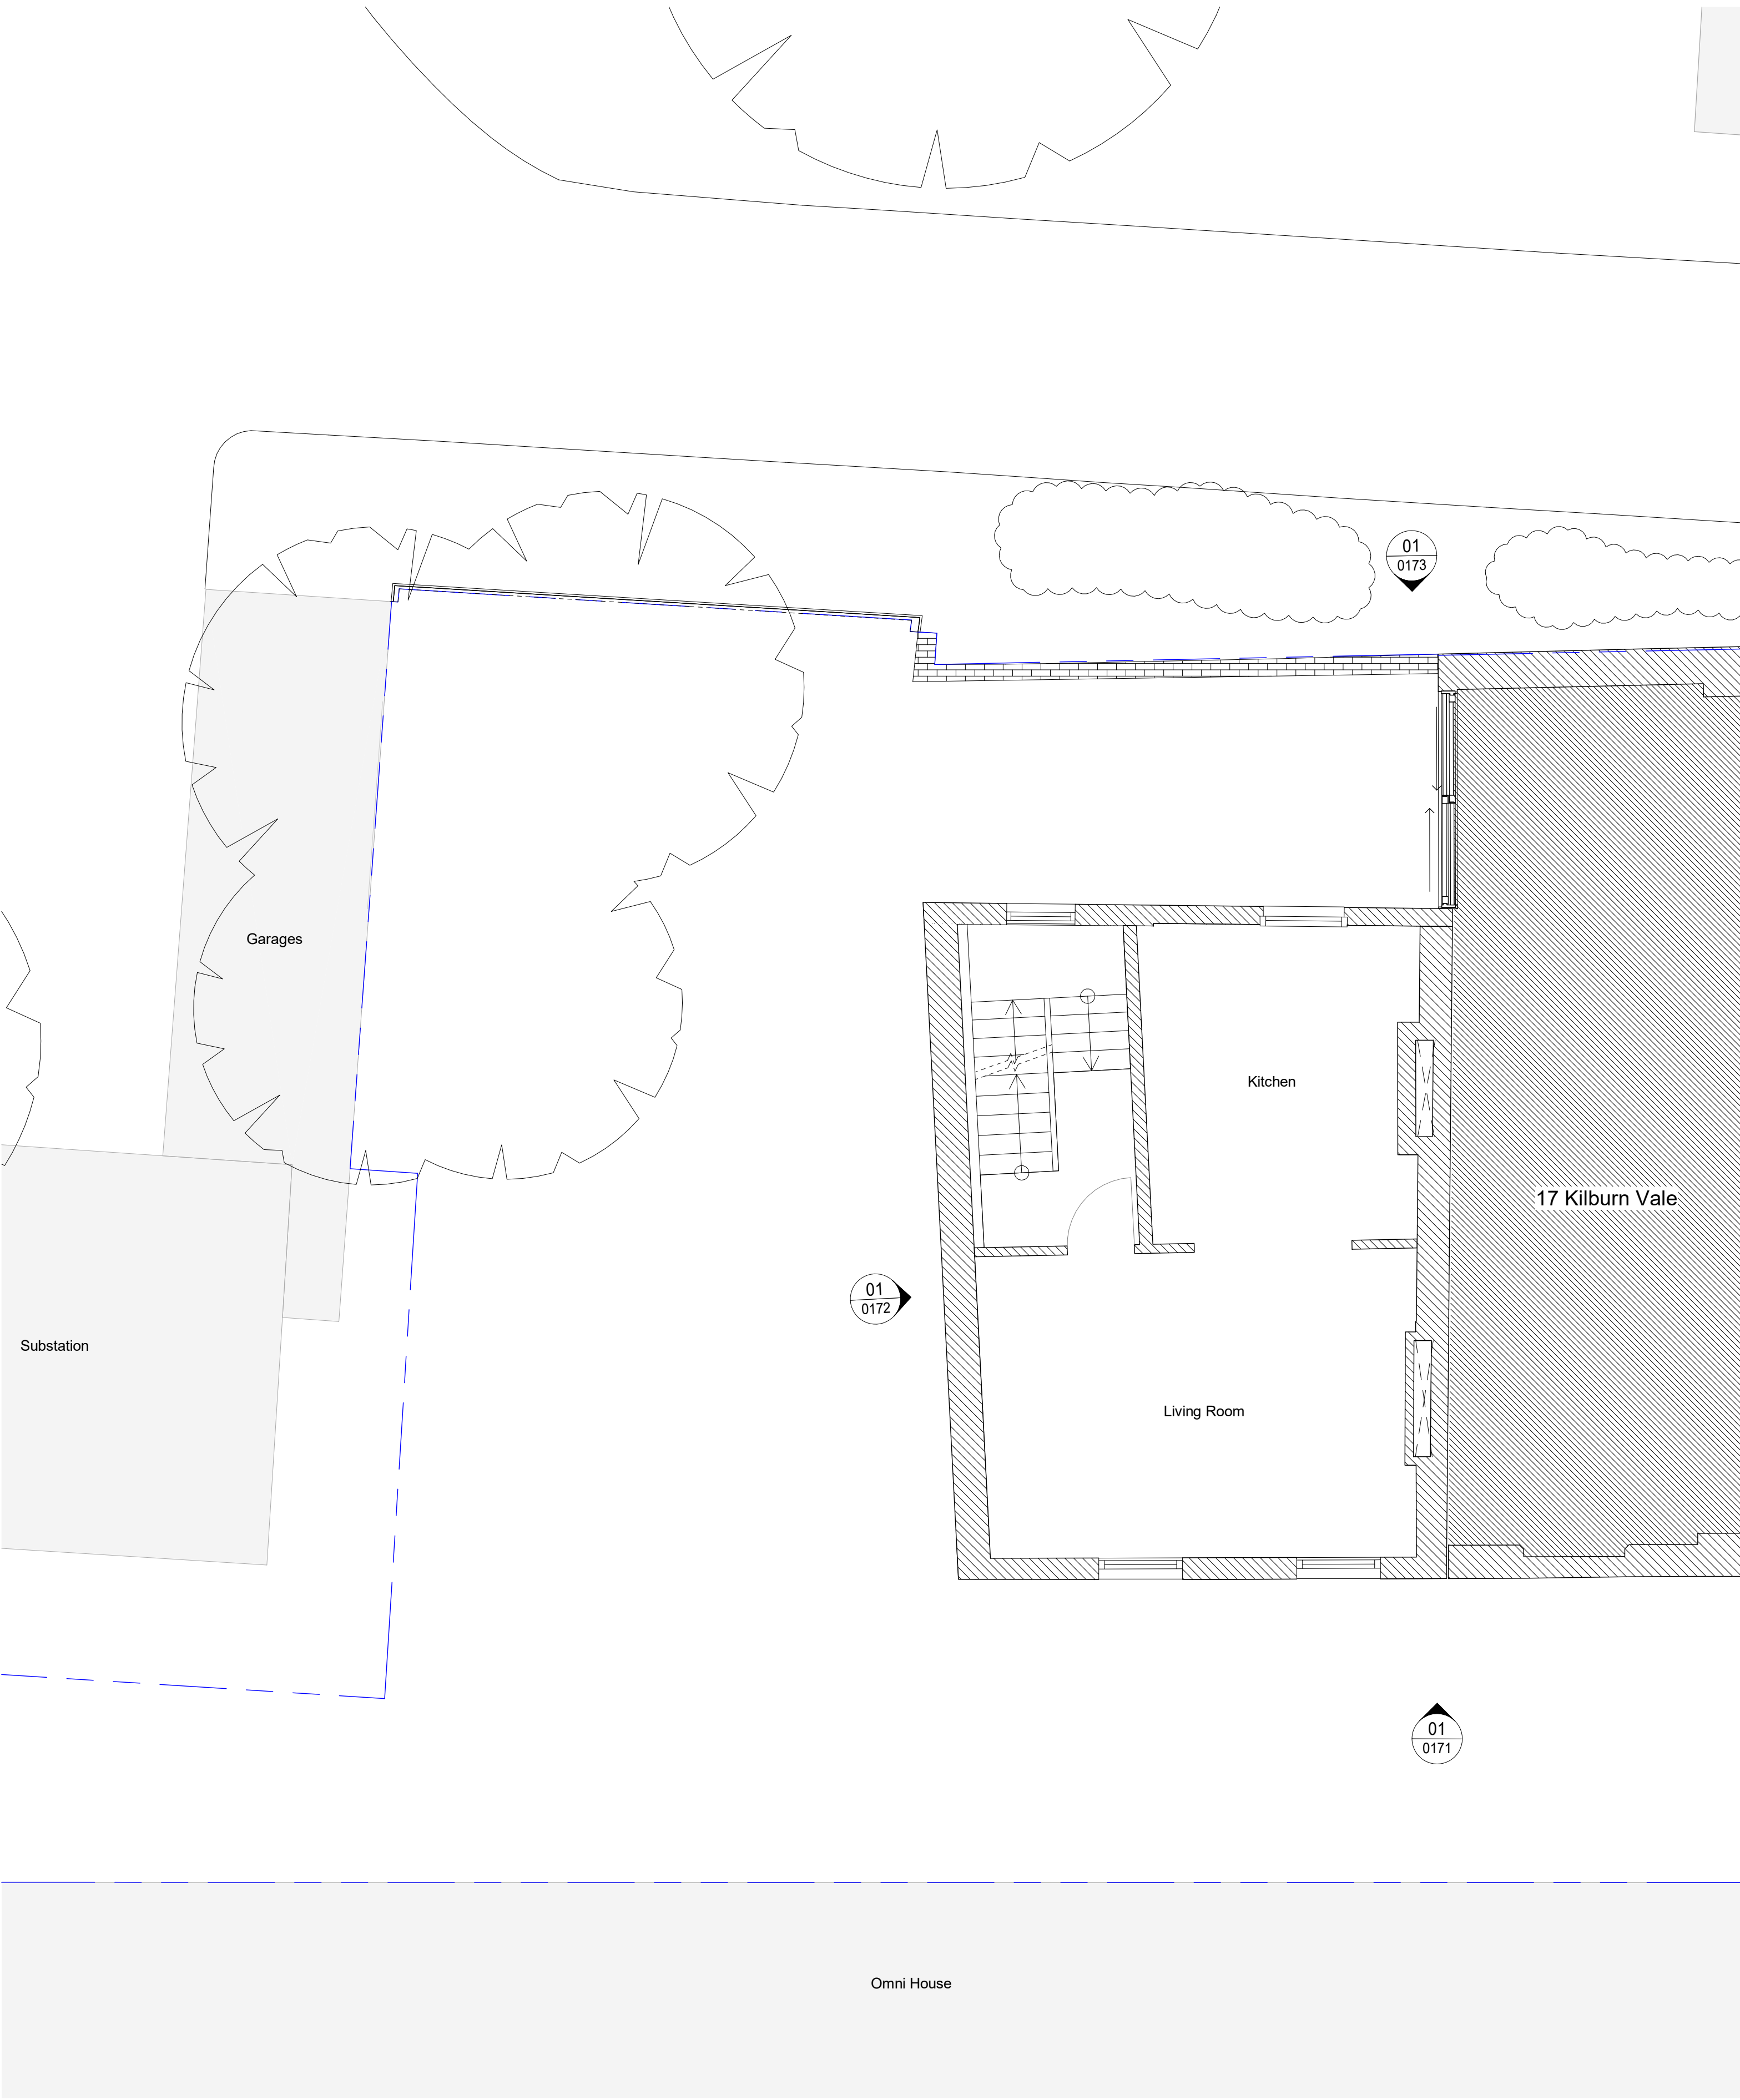 01
0173
Garages
Kitchen
17 Kilburn Vale
01
0172
Substation
Living Room
01
0171
Omni House